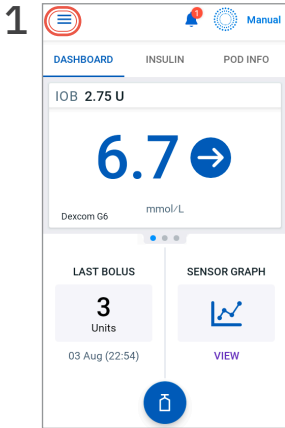 1
1
Manual
DASHBOARD INSULIN POD INFO
IOB 2.75 U
6.7
mmol/L
Dexcom G6
LAST BOLUS
3
Units
03 Aug (22:54)
SENSOR GRAPH
VIEW